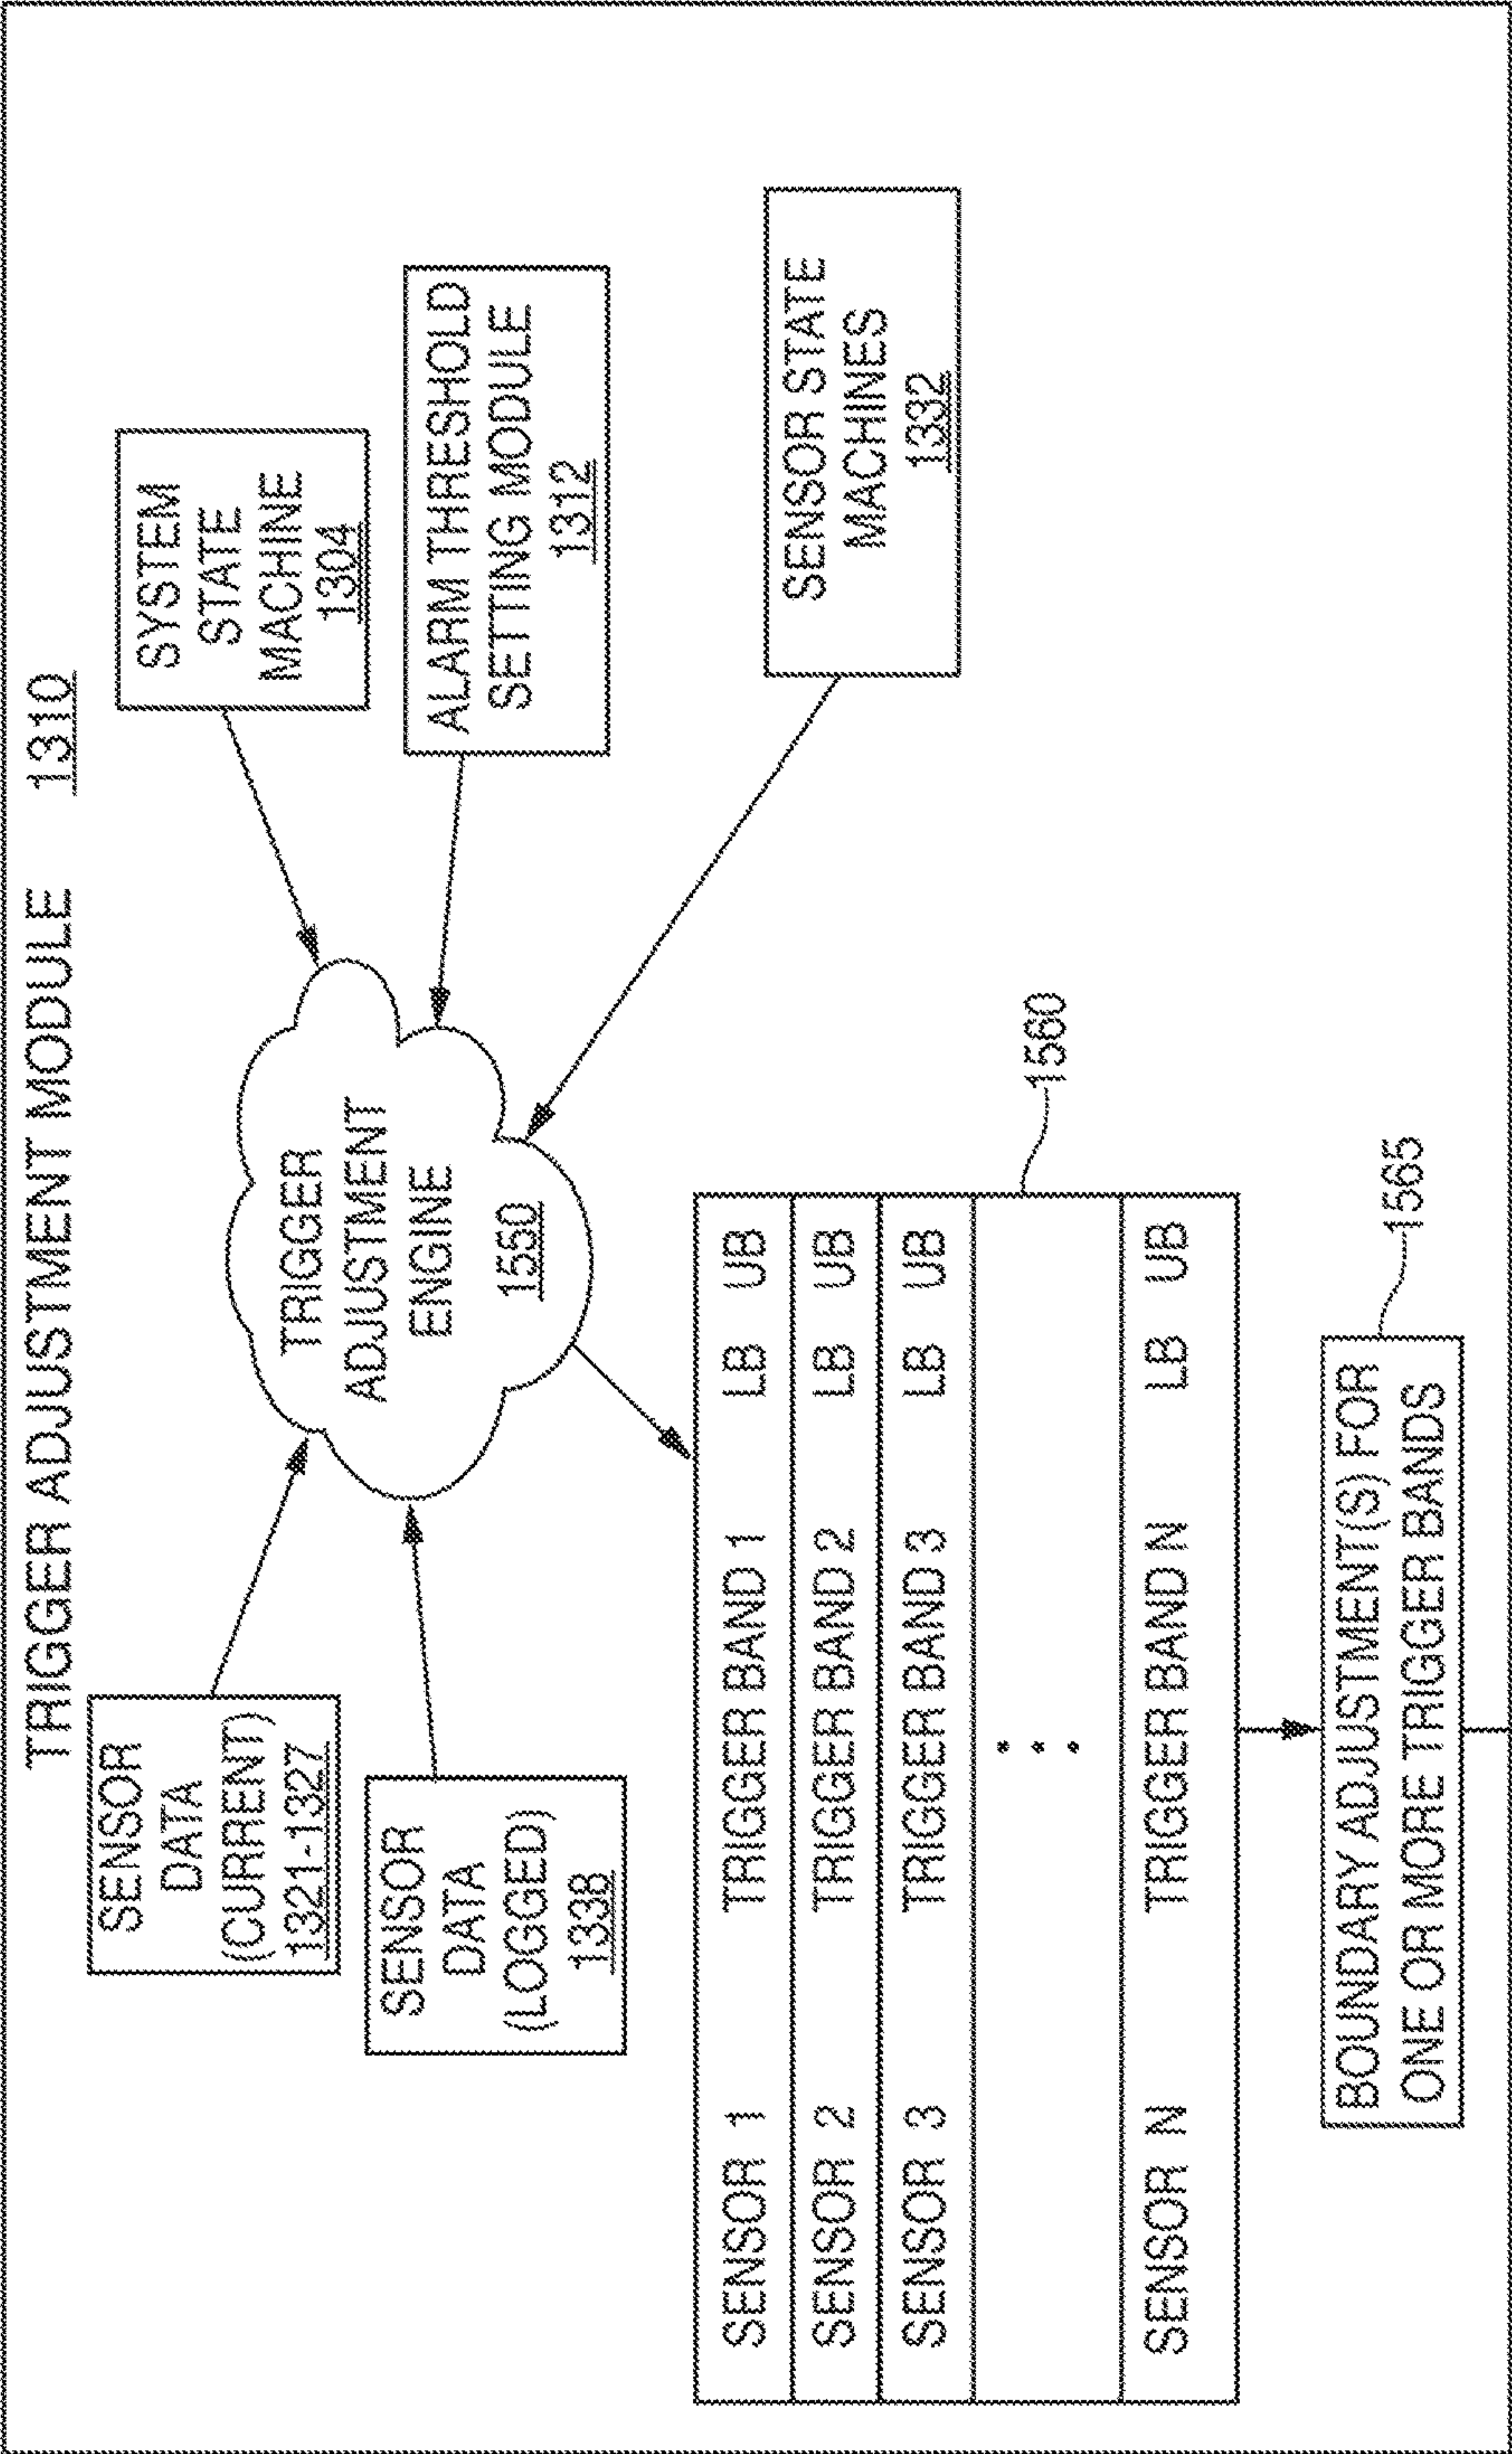 TRIGGER ADJUSTMENT MODULE 1310
SENSOR
DATA
(CURRENT)
1321-1327
SENSOR
DATA
(LOGGED)
1338
TRIGGER
ADJUSTMENT
ENGINE
1550
SYSTEM
STATE
MACHINE
1304
ALARM THRESHOLD
SETTING MODULE
1312
SENSOR STATE
MACHINES
1332
SENSOR 1 TRIGGER BAND 1 LB UB
SENSOR 2 TRIGGER BAND 2 LB UB
SENSOR 3 TRIGGER BAND 3 LB UB
• • •
SENSOR N TRIGGER BAND N LB UB
1560
BOUNDARY ADJUSTMENT(S) FOR
ONE OR MORE TRIGGER BANDS
1565